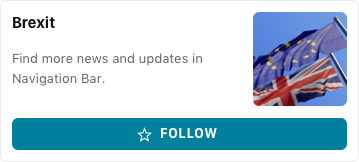 Brexit
Find more news and updates in
Navigation Bar.
FOLLOW